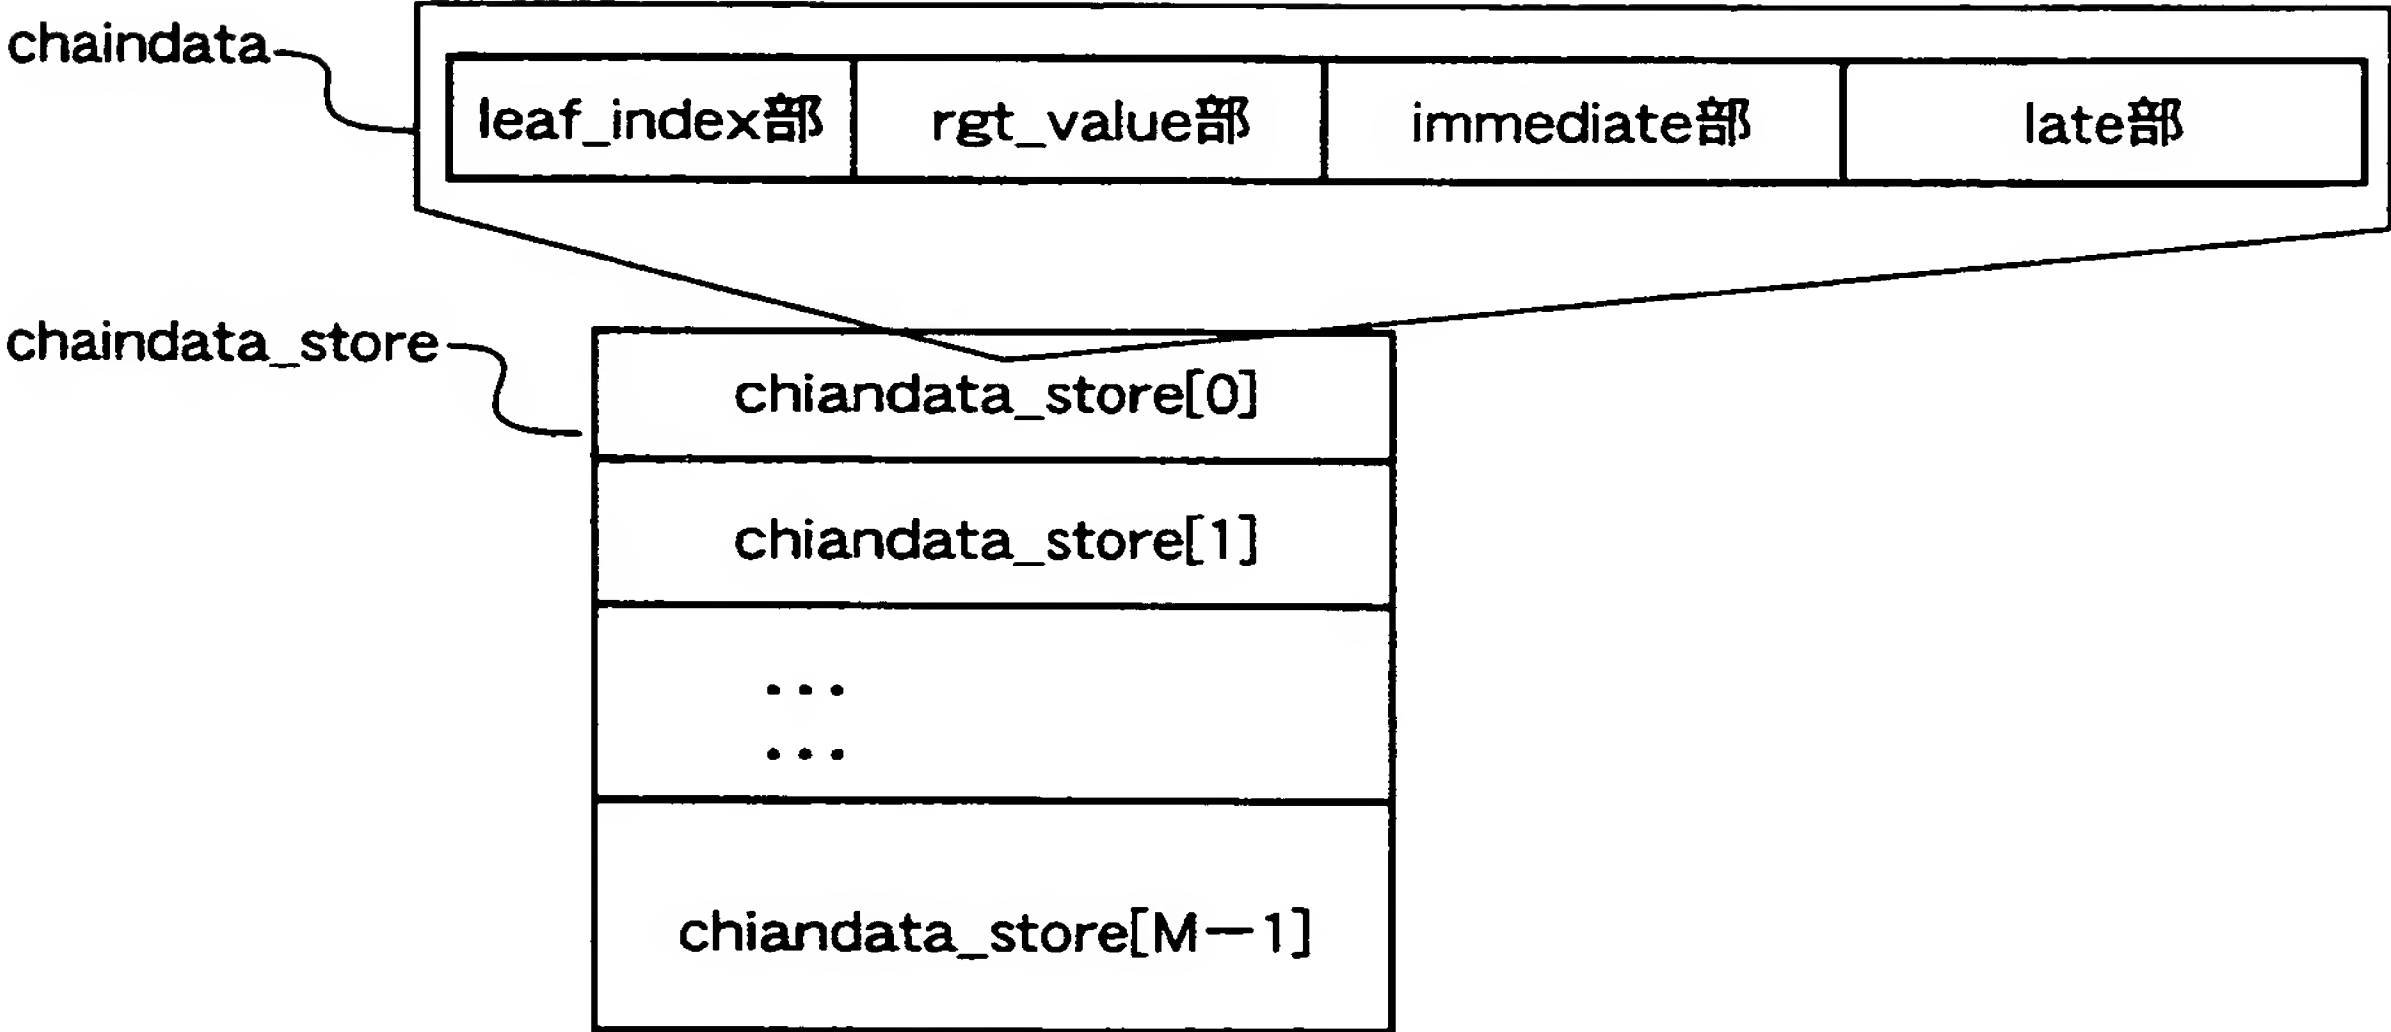 chaindata
leaf_index部 rgt_value部 immediate部 late部
chaindata_store
chiandata_store[0]
chiandata_store[1]
...
...
chiandata_store[M－1]